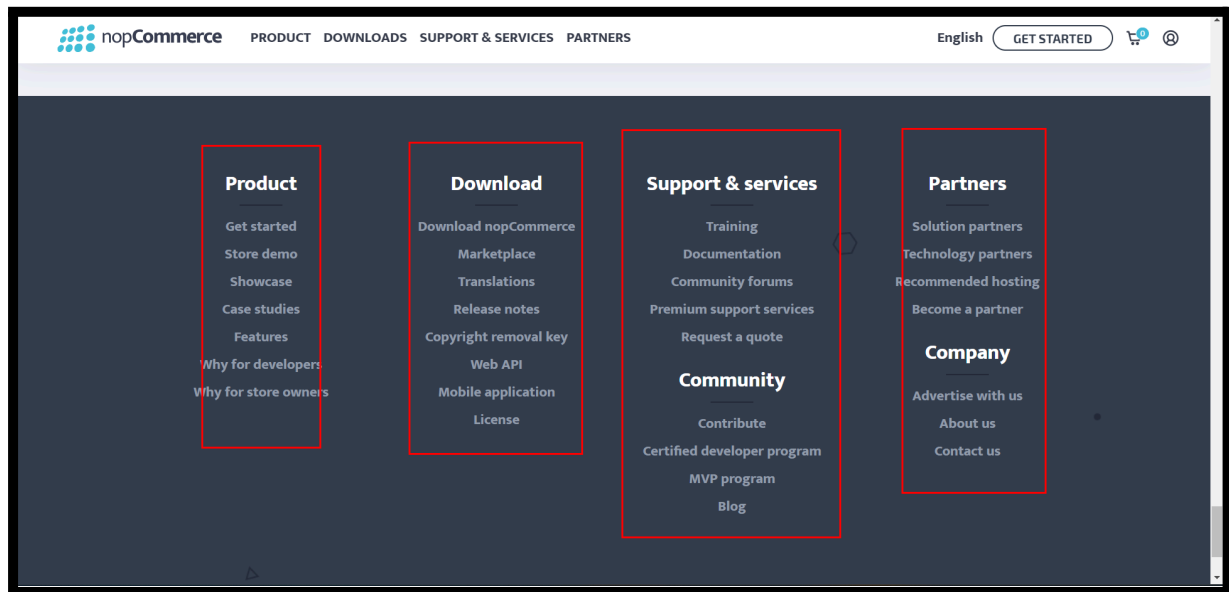 nopCommerce PRODUCT DOWNLOADS SUPPORT & SERVICES PARTNERS English GET STARTED 0
Product
Get started
Store demo
Showcase
Case studies
Features
Why for developers
Why for store owners
Download
Download nopCommerce
Marketplace
Translations
Release notes
Copyright removal key
Web API
Mobile application
License
Support & services
Training
Documentation
Community forums
Premium support services
Request a quote
Community
Contribute
Certified developer program
MVP program
Blog
Partners
Solution partners
Technology partners
Recommended hosting
Become a partner
Company
Advertise with us
About us
Contact us